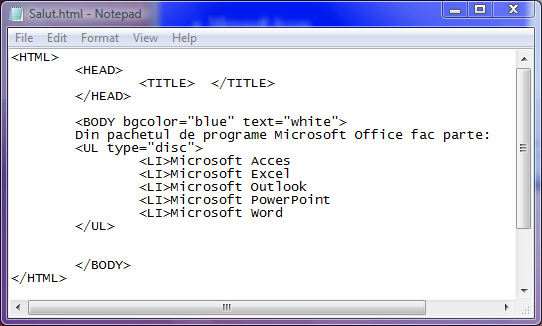 Salut.html - Notepad
File Edit Format View Help
<HTML>
<HEAD>
<TITLE>  </TITLE>
</HEAD>
<BODY bgcolor="blue" text="white">
Din pachetul de programe Microsoft Office fac parte:
<UL type="disc">
<LI>Microsoft Acces
<LI>Microsoft Excel
<LI>Microsoft Outlook
<LI>Microsoft PowerPoint
<LI>Microsoft Word
</UL>
</BODY>
</HTML>